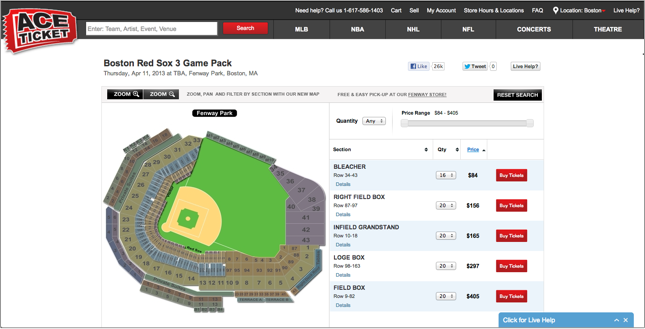 Need help? Call us 1-617-586-1403 Cart Sell My Account Store Hours & Locations FAQ Location: Boston Live Help?
ACE TICKET
Enter: Team, Artist, Event, Venue Search MLB NBA NHL NFL CONCERTS THEATRE
Boston Red Sox 3 Game Pack
Thursday, Apr 11, 2013 at TBA, Fenway Park, Boston, MA
Like 26k Tweet 0 Live Help?
ZOOM ZOOM ZOOM, PAN AND FILTER BY SECTION WITH OUR NEW MAP FREE & EASY PICK-UP AT OUR FENWAY STORE! RESET SEARCH
Fenway Park
Quantity Any Price Range $84 - $405
Section Qty Price
BLEACHER
Row 34-43 16 $84 Buy Tickets
Details
RIGHT FIELD BOX
Row 87-97 20 $156 Buy Tickets
Details
INFIELD GRANDSTAND
Row 10-18 20 $165 Buy Tickets
Details
LOGE BOX
Row 98-163 20 $297 Buy Tickets
Details
FIELD BOX
Row 9-82 20 $405 Buy Tickets
Details
Click for Live Help